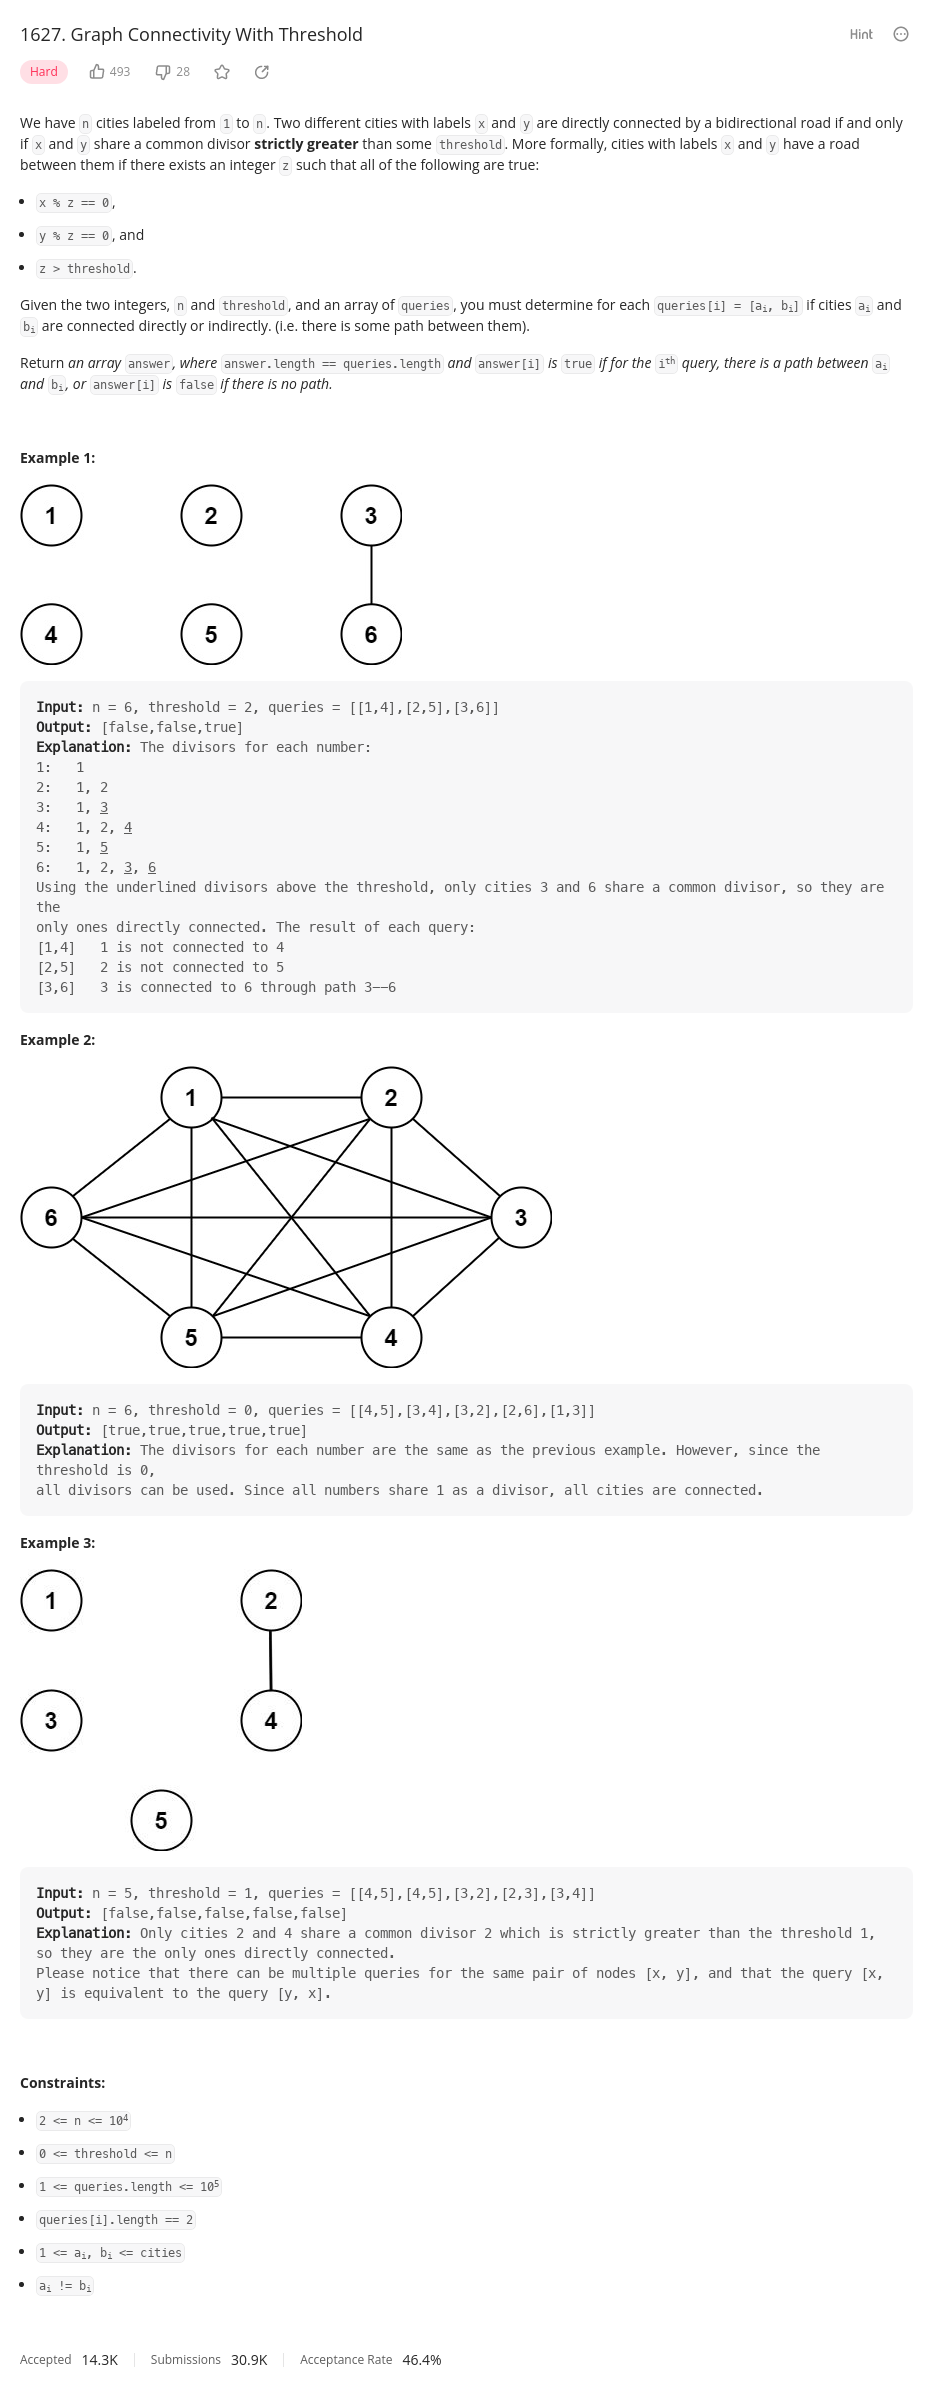 1627. Graph Connectivity With Threshold
Hint
Hard 493 28
We have n cities labeled from 1 to n. Two different cities with labels x and y are directly connected by a bidirectional road if and only
if x and y share a common divisor strictly greater than some threshold. More formally, cities with labels x and y have a road
between them if there exists an integer z such that all of the following are true:
x % z == 0,
y % z == 0, and
z > threshold.
Given the two integers, n and threshold, and an array of queries, you must determine for each queries[i] = [aᵢ, bᵢ] if cities aᵢ and
bᵢ are connected directly or indirectly. (i.e. there is some path between them).
Return an array answer, where answer.length == queries.length and answer[i] is true if for the iᵗʰ query, there is a path between aᵢ
and bᵢ, or answer[i] is false if there is no path.
Example 1:
1 2 3
4 5 6
Input: n = 6, threshold = 2, queries = [[1,4],[2,5],[3,6]]
Output: [false,false,true]
Explanation: The divisors for each number:
1: 1
2: 1, 2
3: 1, 3
4: 1, 2, 4
5: 1, 5
6: 1, 2, 3, 6
Using the underlined divisors above the threshold, only cities 3 and 6 share a common divisor, so they are
the
only ones directly connected. The result of each query:
[1,4] 1 is not connected to 4
[2,5] 2 is not connected to 5
[3,6] 3 is connected to 6 through path 3——6
Example 2:
1 2
6 3
5 4
Input: n = 6, threshold = 0, queries = [[4,5],[3,4],[3,2],[2,6],[1,3]]
Output: [true,true,true,true,true]
Explanation: The divisors for each number are the same as the previous example. However, since the
threshold is 0,
all divisors can be used. Since all numbers share 1 as a divisor, all cities are connected.
Example 3:
1 2
3 4
5
Input: n = 5, threshold = 1, queries = [[4,5],[4,5],[3,2],[2,3],[3,4]]
Output: [false,false,false,false,false]
Explanation: Only cities 2 and 4 share a common divisor 2 which is strictly greater than the threshold 1,
so they are the only ones directly connected.
Please notice that there can be multiple queries for the same pair of nodes [x, y], and that the query [x,
y] is equivalent to the query [y, x].
Constraints:
2 <= n <= 10⁴
0 <= threshold <= n
1 <= queries.length <= 10⁵
queries[i].length == 2
1 <= aᵢ, bᵢ <= cities
aᵢ != bᵢ
Accepted 14.3K Submissions 30.9K Acceptance Rate 46.4%